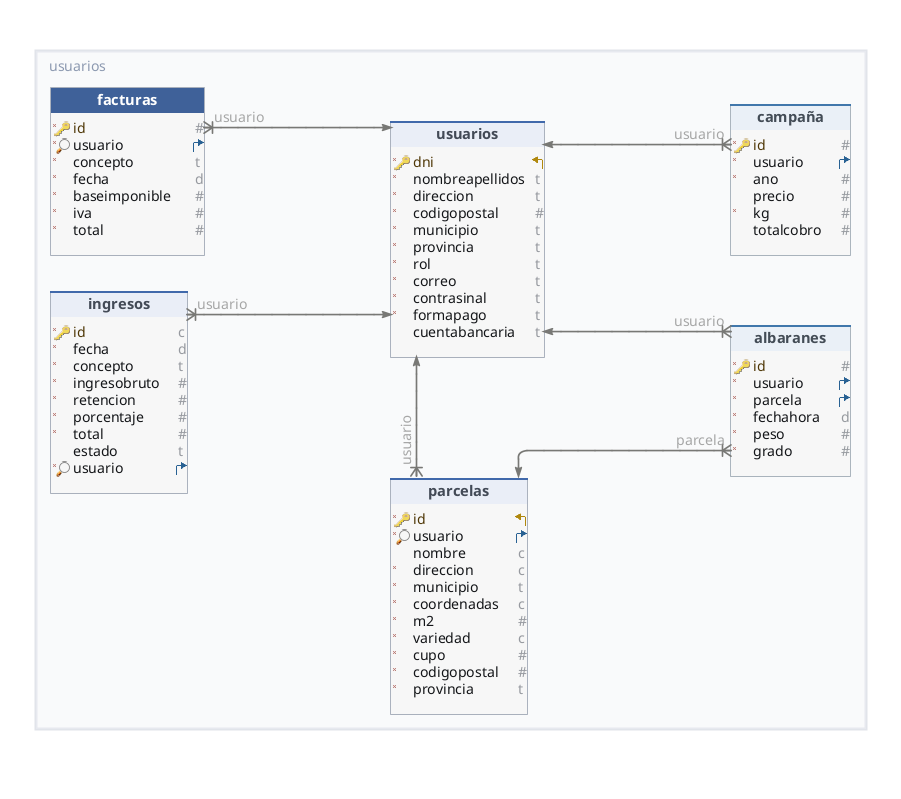 usuarios
facturas
id #
usuario
concepto t
fecha d
baseimponible #
iva #
total #
usuario
usuarios
dni
nombreapellidos t
direccion t
codigopostal #
municipio t
provincia t
rol t
correo t
contrasinal t
formapago t
cuentabancaria t
usuario
campaña
id #
usuario
ano #
precio #
kg #
totalcobro #
ingresos
id c
fecha d
concepto t
ingresobruto #
retencion #
porcentaje #
total #
estado t
usuario
usuario
usuario
albaranes
id #
usuario
parcela
fechahora d
peso #
grado #
usuario
parcela
parcelas
id
usuario
nombre c
direccion c
municipio t
coordenadas c
m2 #
variedad c
cupo #
codigopostal #
provincia t